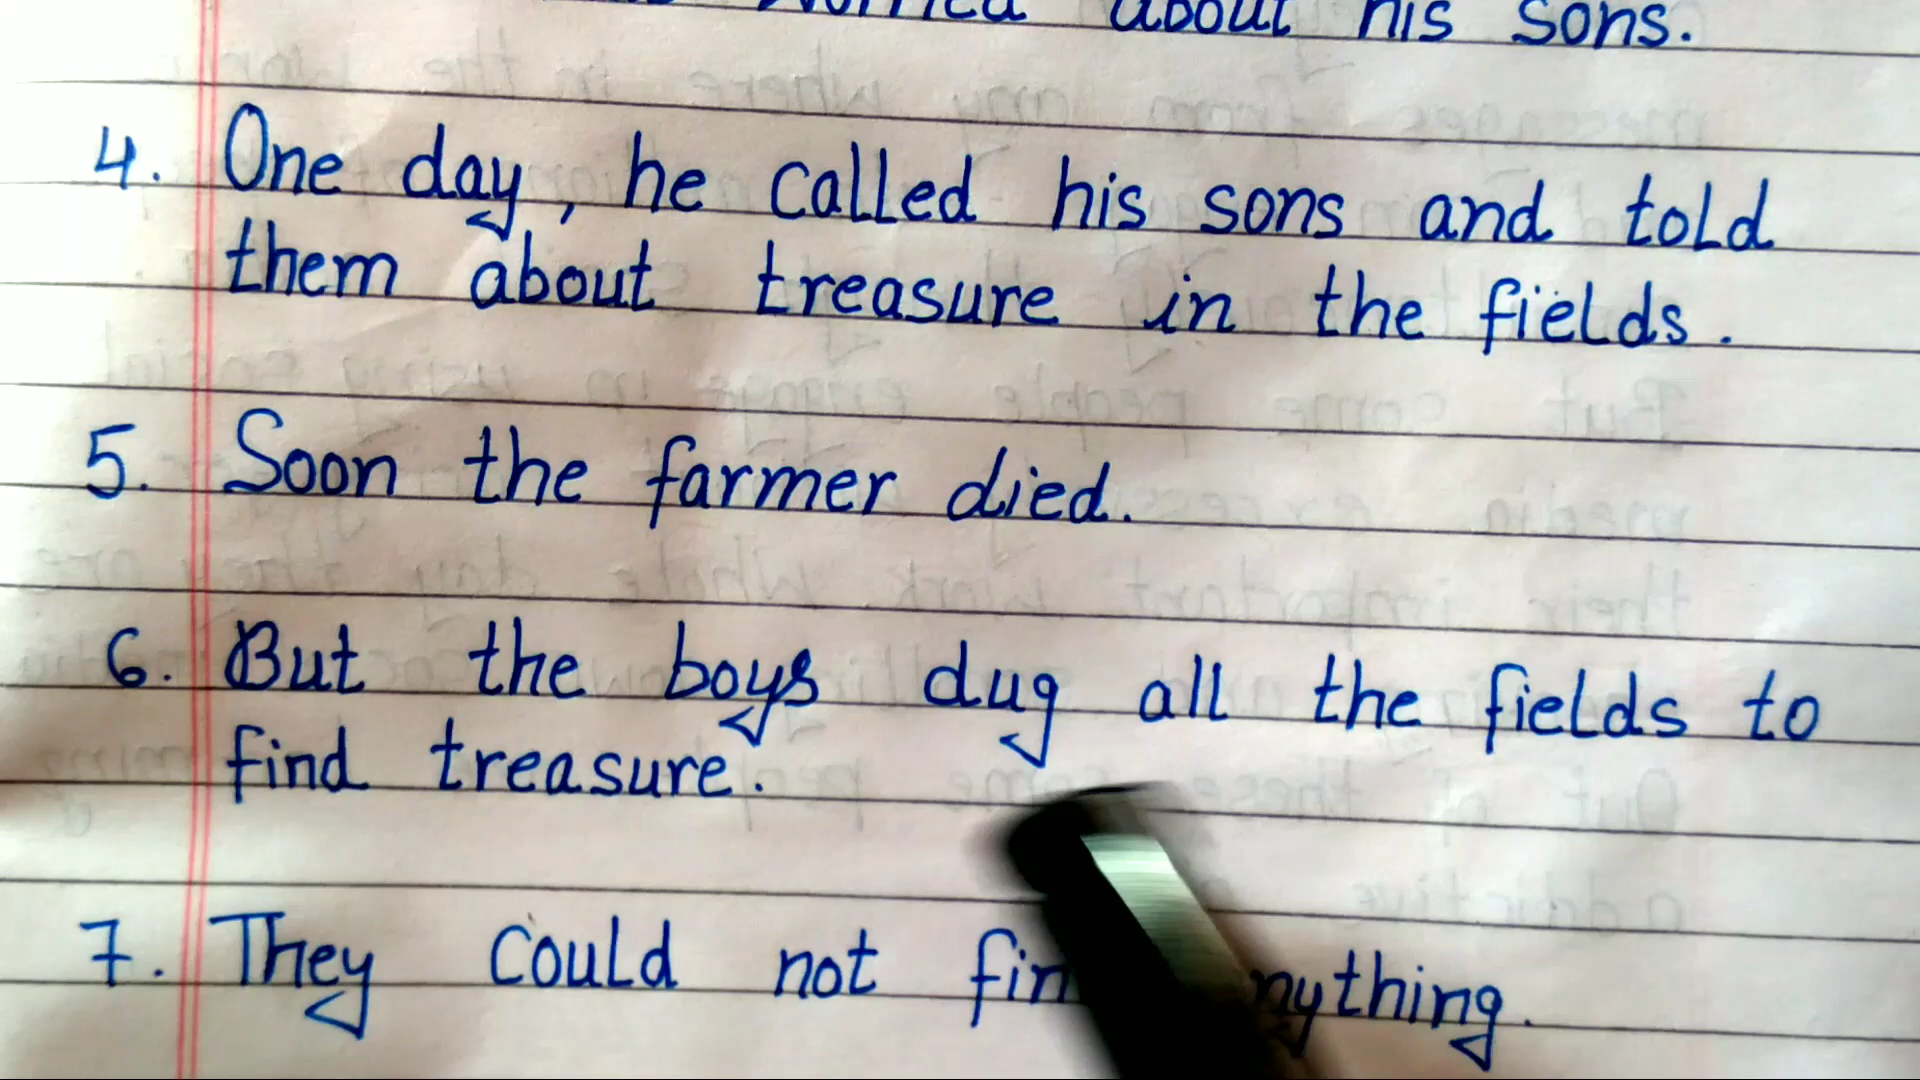 about his sons.
4. One day, he called his sons and told
them about treasure in the fields.
5. Soon the farmer died.
6. But the boys dug all the fields to
find treasure.
7. They could not